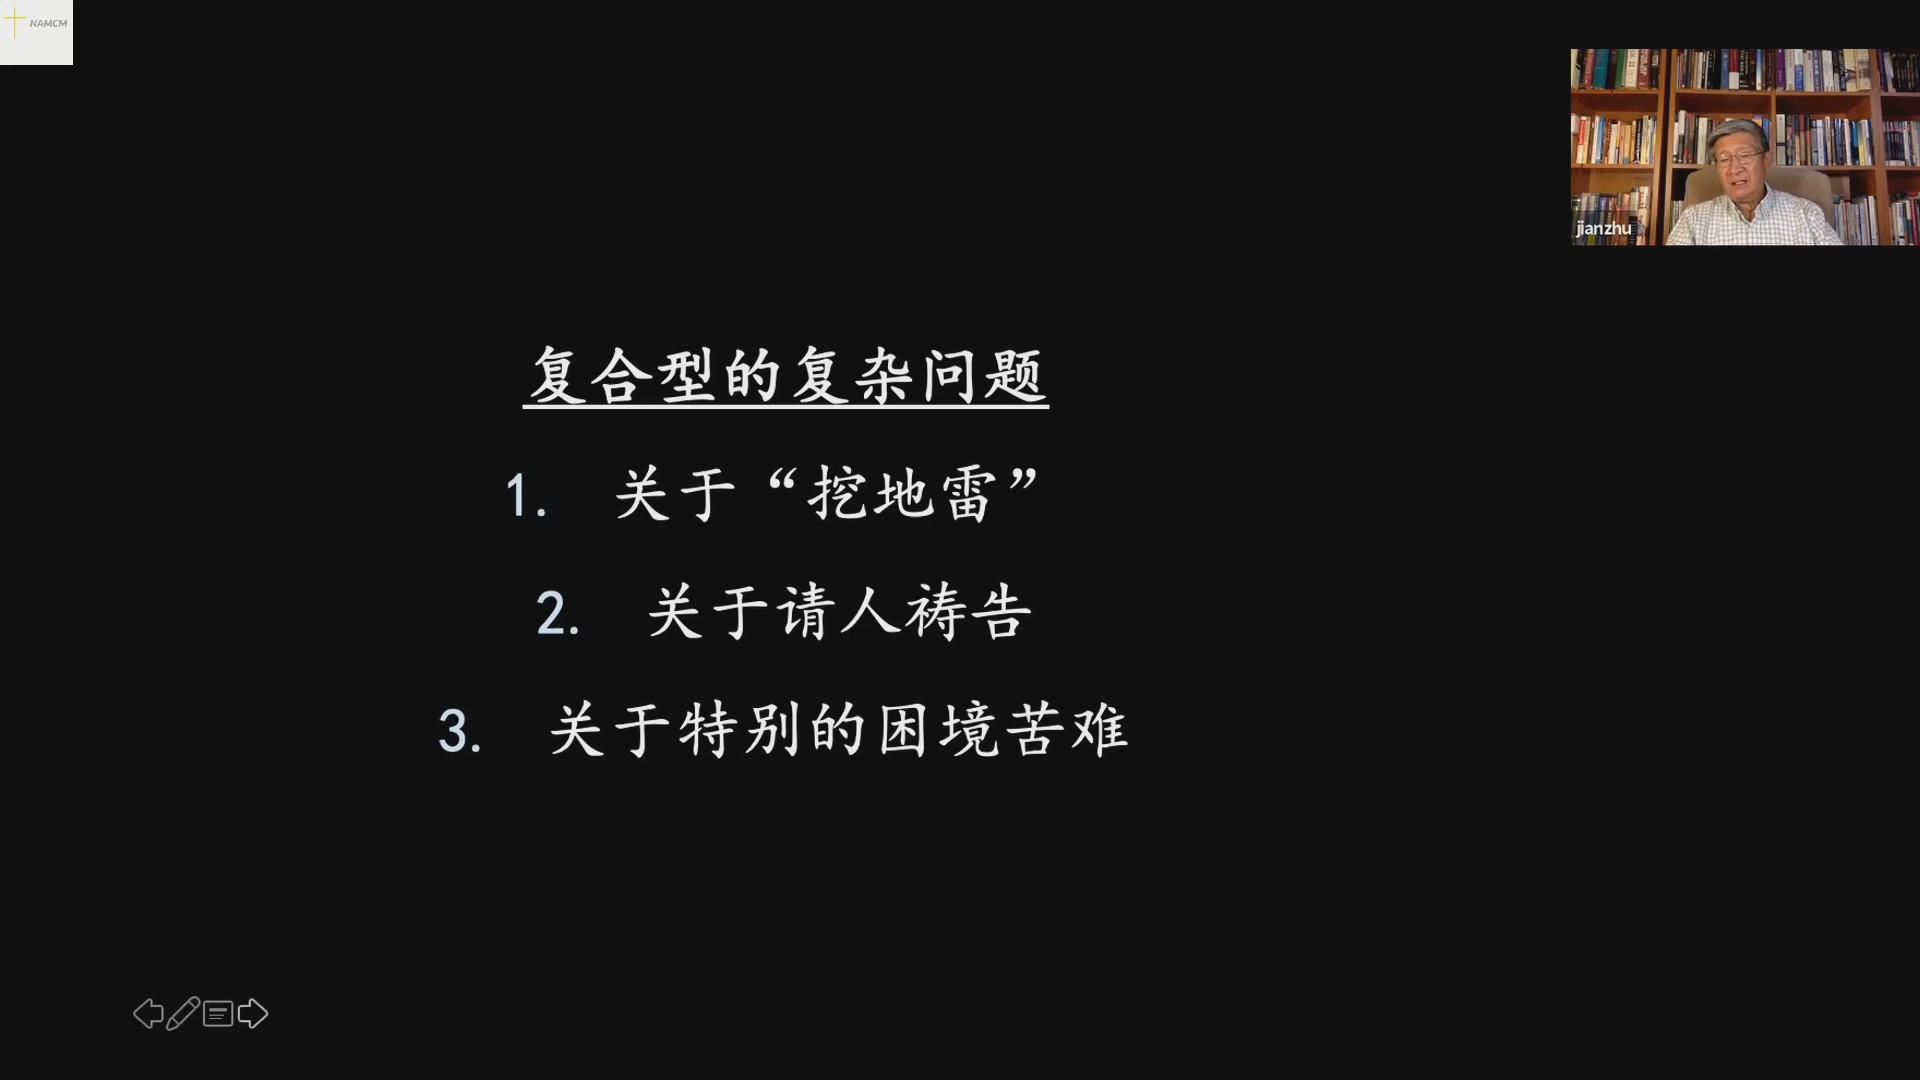 NAMCM
jianzhu
复合型的复杂问题
1. 关于“挖地雷”
2. 关于请人祷告
3. 关于特别的困境苦难